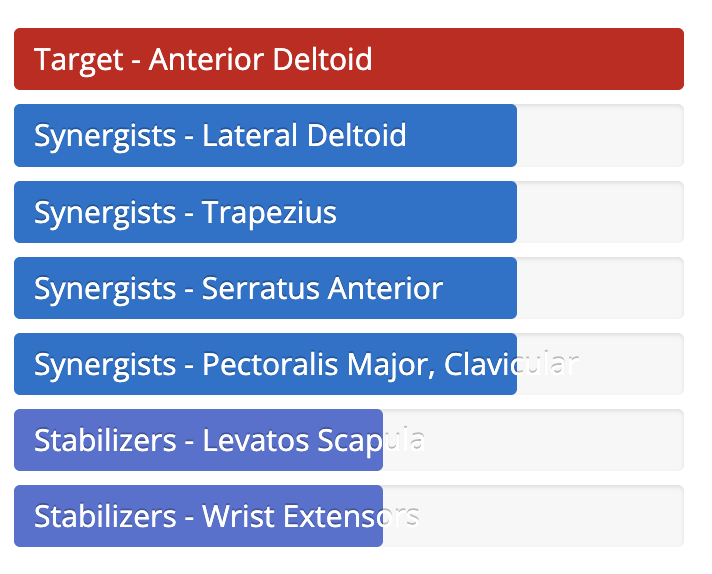 Target - Anterior Deltoid
Synergists - Lateral Deltoid
Synergists - Trapezius
Synergists - Serratus Anterior
Synergists - Pectoralis Major, Clavicular
Stabilizers - Levatos Scapula
Stabilizers - Wrist Extensors